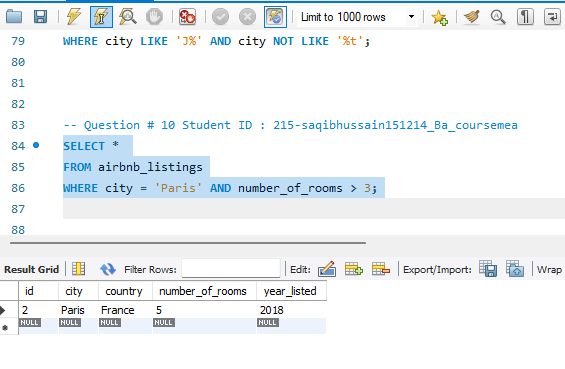 Limit to 1000 rows
79 WHERE city LIKE 'J%' AND city NOT LIKE '%t';
80
81
82
83 -- Question # 10 Student ID : 215-saqibhussain151214_Ba_coursemea
84 SELECT *
85 FROM airbnb_listings
86 WHERE city = 'Paris' AND number_of_rooms > 3;
87
88
Result Grid Filter Rows: Edit: Export/Import: Wrap
id city country number_of_rooms year_listed
2 Paris France 5 2018
NULL NULL NULL NULL NULL